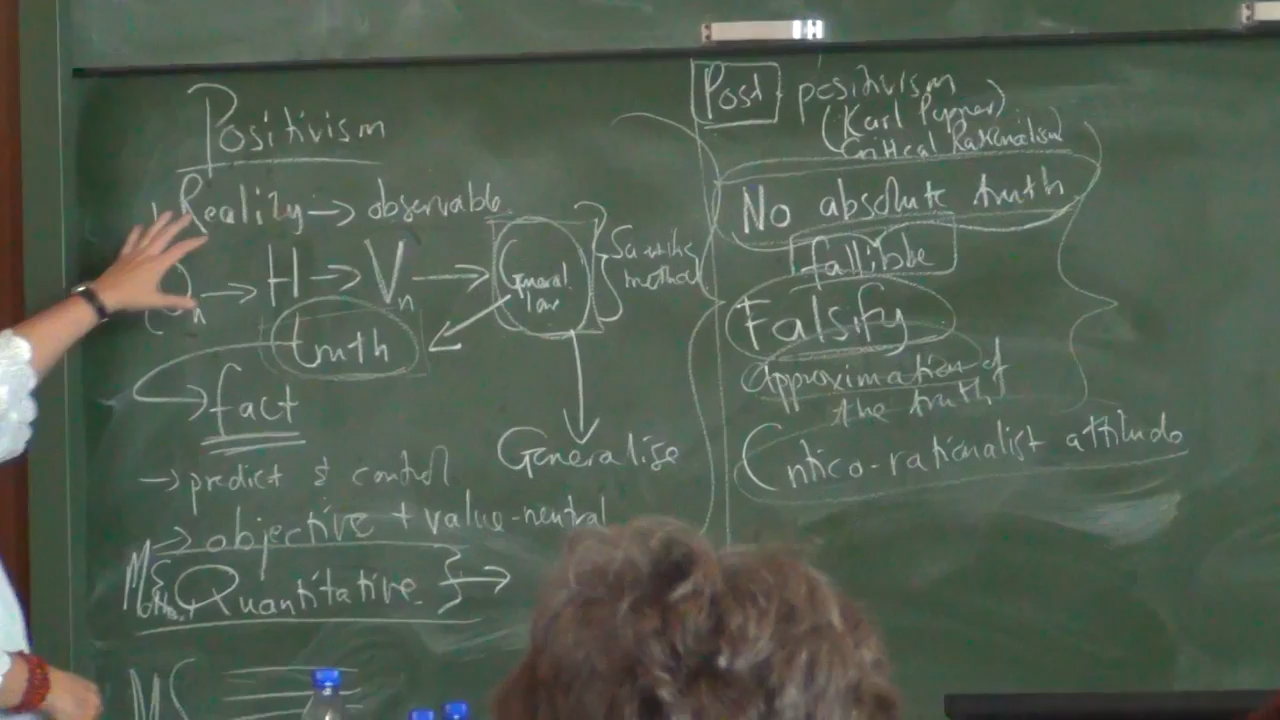 Positivism
Reality → observable
→ H → Vn → General law
Scientific method
truth
fact
Generalise
→ predict & control
→ objective + value-neutral
Quantitative →
Post positivism
(Karl Popper)
Critical Rationalism
No absolute truth
fallible
Falsify
Approximation of
the truth
Critico-rationalist attitude